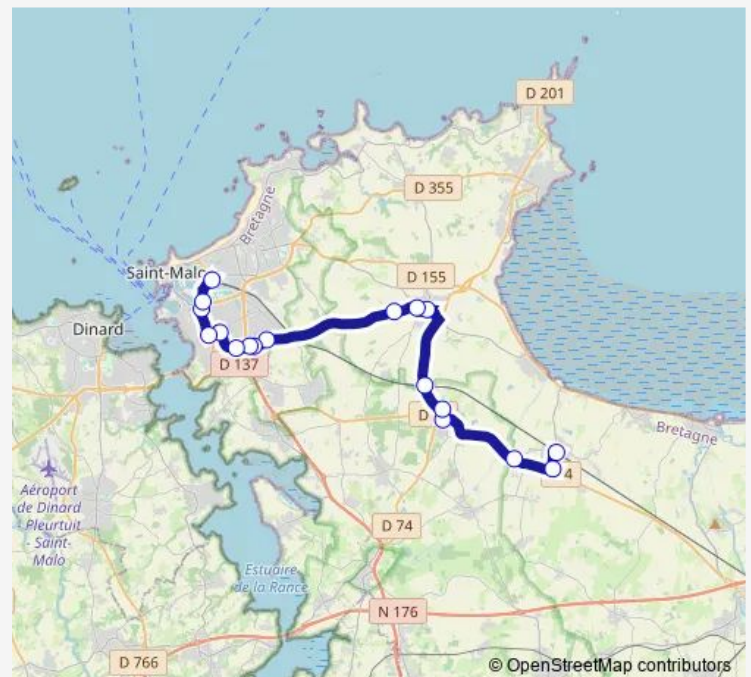 D 201
D 355
Bretagne
Saint-Malo
D 155
Dinard
D 137
D
Bretagne
4
Aéroport
de Dinard
- Pleurtuit
- Saint-
Malo
D 74
Estuaire
de la Rance
N 176
D 766
© OpenStreetMap contributors